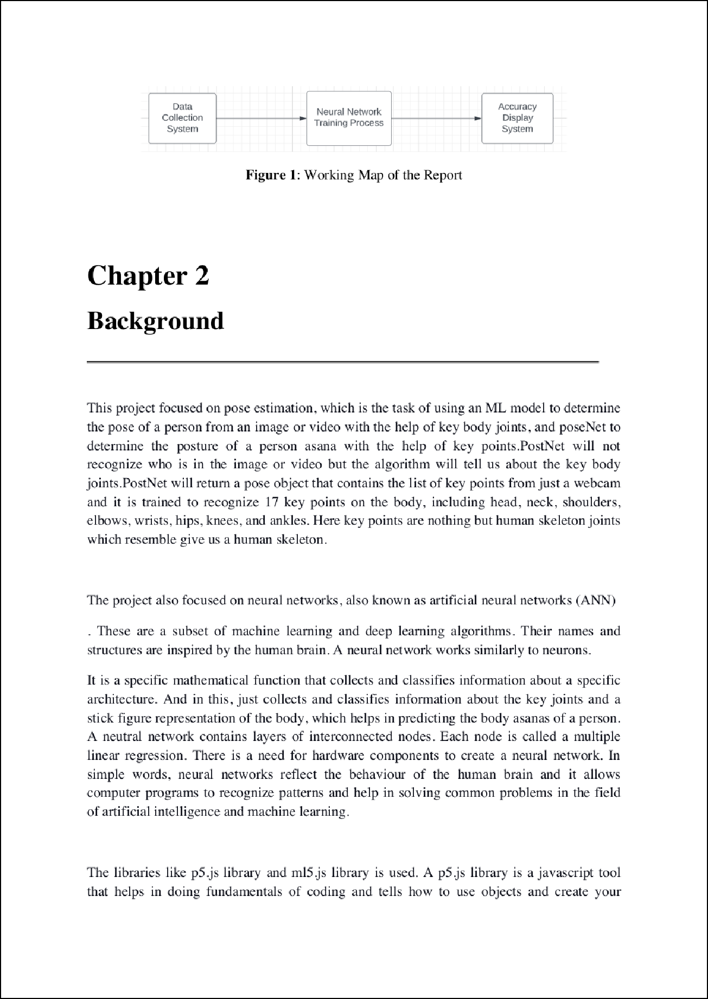 Data
Collection
System
Neural Network
Training Process
Accuracy
Display
System
Figure 1: Working Map of the Report
Chapter 2
Background
This project focused on pose estimation, which is the task of using an ML model to determine
the pose of a person from an image or video with the help of key body joints, and poseNet to
determine the posture of a person asana with the help of key points.PostNet will not
recognize who is in the image or video but the algorithm will tell us about the key body
joints.PostNet will return a pose object that contains the list of key points from just a webcam
and it is trained to recognize 17 key points on the body, including head, neck, shoulders,
elbows, wrists, hips, knees, and ankles. Here key points are nothing but human skeleton joints
which resemble give us a human skeleton.
The project also focused on neural networks, also known as artificial neural networks (ANN)
. These are a subset of machine learning and deep learning algorithms. Their names and
structures are inspired by the human brain. A neural network works similarly to neurons.
It is a specific mathematical function that collects and classifies information about a specific
architecture. And in this, just collects and classifies information about the key joints and a
stick figure representation of the body, which helps in predicting the body asanas of a person.
A neutral network contains layers of interconnected nodes. Each node is called a multiple
linear regression. There is a need for hardware components to create a neural network. In
simple words, neural networks reflect the behaviour of the human brain and it allows
computer programs to recognize patterns and help in solving common problems in the field
of artificial intelligence and machine learning.
The libraries like p5.js library and ml5.js library is used. A p5.js library is a javascript tool
that helps in doing fundamentals of coding and tells how to use objects and create your